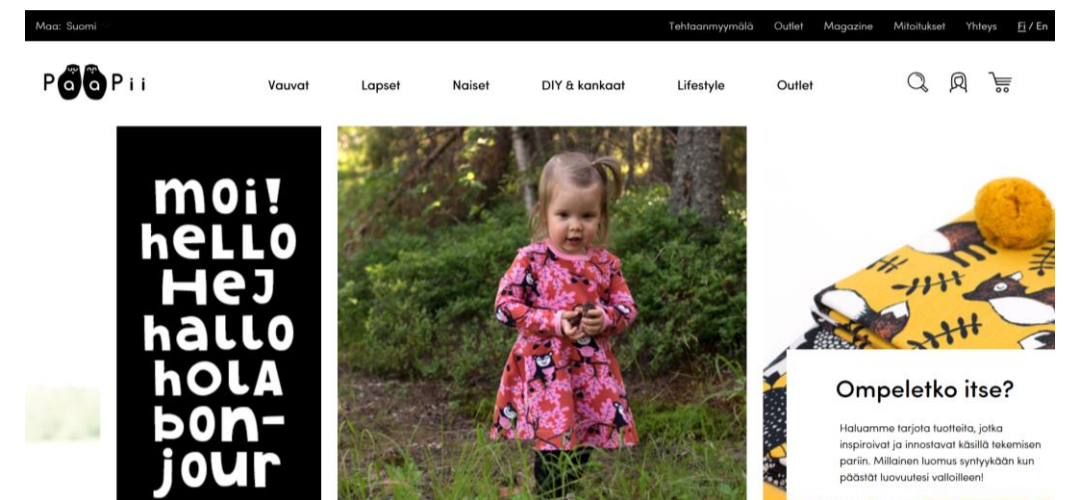 Maa: Suomi
Tehtaanmyymälä Outlet Magazine Mitoitukset Yhteys Fi / En
PaaPii
Vauvat Lapset Naiset DIY & kankaat Lifestyle Outlet
moi!
hello
Hej
hallo
hola
bon-
jour
Ompeletko itse?
Haluamme tarjota tuotteita, jotka
inspiroivat ja innostavat käsillä tekemisen
pariin. Millainen luomus syntyykään kun
päästät luovuutesi valloilleen!